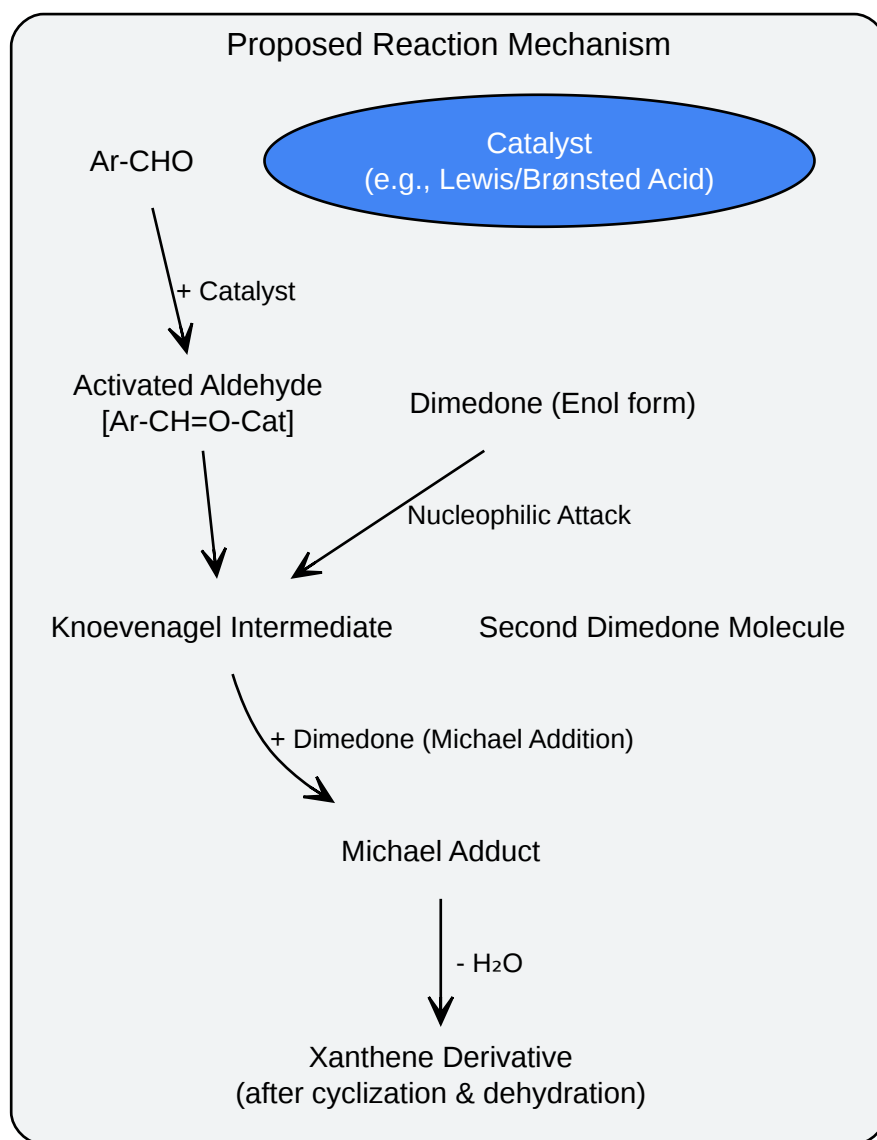 Proposed Reaction Mechanism
Ar-CHO
Catalyst
(e.g., Lewis/Brønsted Acid)
+ Catalyst
Activated Aldehyde
[Ar-CH=O-Cat]
Dimedone (Enol form)
Nucleophilic Attack
Knoevenagel Intermediate
Second Dimedone Molecule
+ Dimedone (Michael Addition)
Michael Adduct
- H₂O
Xanthene Derivative
(after cyclization & dehydration)